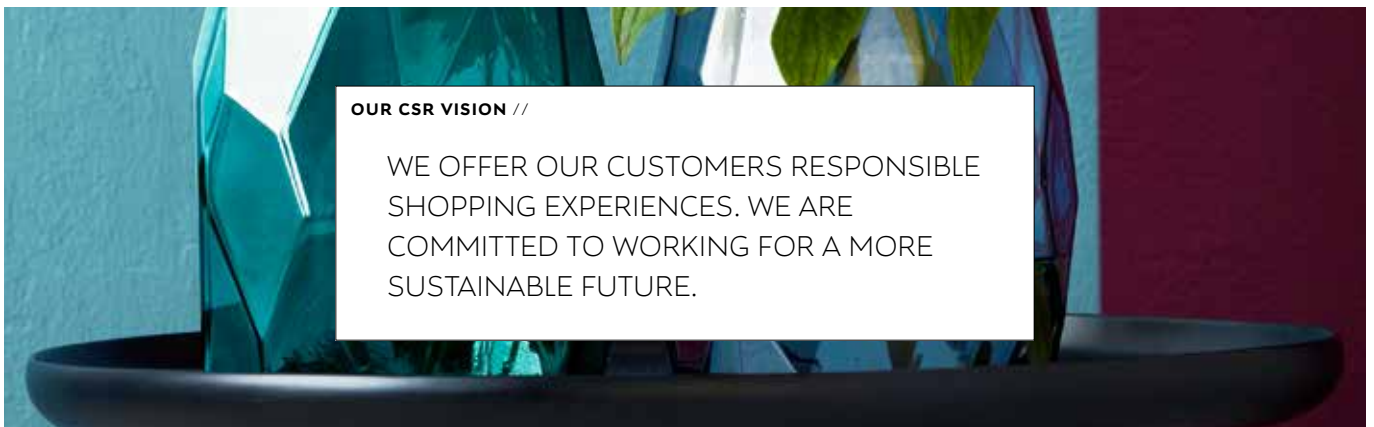 OUR CSR VISION //
WE OFFER OUR CUSTOMERS RESPONSIBLE
SHOPPING EXPERIENCES. WE ARE
COMMITTED TO WORKING FOR A MORE
SUSTAINABLE FUTURE.